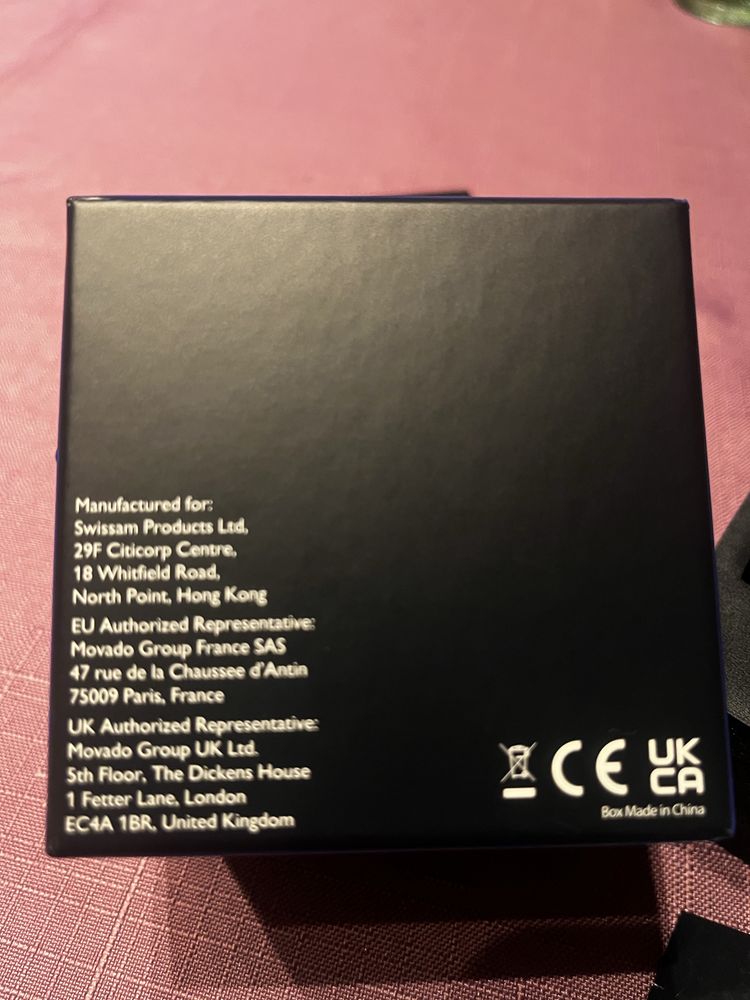 Manufactured for:
Swissam Products Ltd,
29F Citicorp Centre,
18 Whitfield Road,
North Point, Hong Kong
EU Authorized Representative:
Movado Group France SAS
47 rue de la Chaussee d'Antin
75009 Paris, France
UK Authorized Representative:
Movado Group UK Ltd.
5th Floor, The Dickens House
1 Fetter Lane, London
EC4A 1BR, United Kingdom
CE
UK
CA
Box Made in China